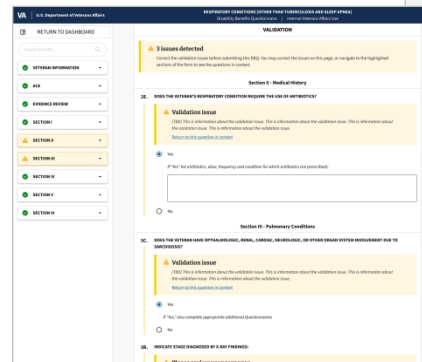 VA | U.S. Department of Veterans Affairs
RESPIRATORY CONDITIONS (OTHER THAN TUBERCULOSIS AND SLEEP APNEA)
Disability Benefits Questionnaire | Internal Veterans Affairs Use
RETURN TO DASHBOARD
VETERAN INFORMATION
ACE
EVIDENCE REVIEW
SECTION I
SECTION II
SECTION III
SECTION IV
SECTION V
SECTION VI
VALIDATION
3 issues detected
Correct the validation issues before submitting this DBQ. You may correct the issues on this page, or navigate to the highlighted
sections of the form to see the questions in context.
Section II - Medical History
2E. DOES THE VETERAN'S RESPIRATORY CONDITION REQUIRE THE USE OF ANTIBIOTICS?
Validation issue
[TBD] This is information about the validation issue. This is information about the validation issue. This is information about
the validation issue. This is information about the validation issue.
Return to this question in context
Yes
If "Yes" list antibiotics, dose, frequency and condition for which antibiotics are prescribed):
No
Section III - Pulmonary Conditions
3C. DOES THE VETERAN HAVE OPTHALMOLOGIC, RENAL, CARDIAC, NEUROLOGIC, OR OTHER ORGAN SYSTEM INVOLVEMENT DUE TO
SARCOIDOSIS?
Validation issue
[TBD] This is information about the validation issue. This is information about the validation issue. This is information about
the validation issue. This is information about the validation issue.
Return to this question in context
Yes
If "Yes," also complete appropriate additional Questionnaires
No
INDICATE STAGE DIAGNOSED BY X-RAY FINDINGS: